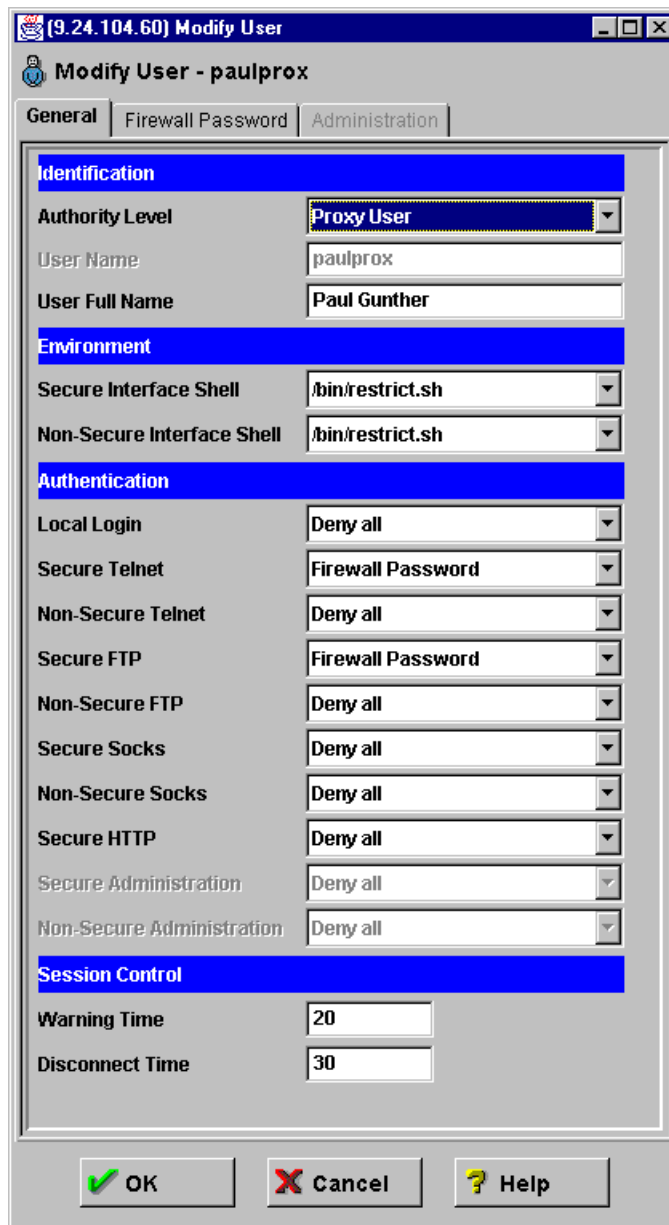 (9.24.104.60) Modify User
Modify User - paulprox
General Firewall Password Administration
Identification
Authority Level Proxy User
User Name paulprox
User Full Name Paul Gunther
Environment
Secure Interface Shell /bin/restrict.sh
Non-Secure Interface Shell /bin/restrict.sh
Authentication
Local Login Deny all
Secure Telnet Firewall Password
Non-Secure Telnet Deny all
Secure FTP Firewall Password
Non-Secure FTP Deny all
Secure Socks Deny all
Non-Secure Socks Deny all
Secure HTTP Deny all
Secure Administration Deny all
Non-Secure Administration Deny all
Session Control
Warning Time 20
Disconnect Time 30
OK Cancel ? Help